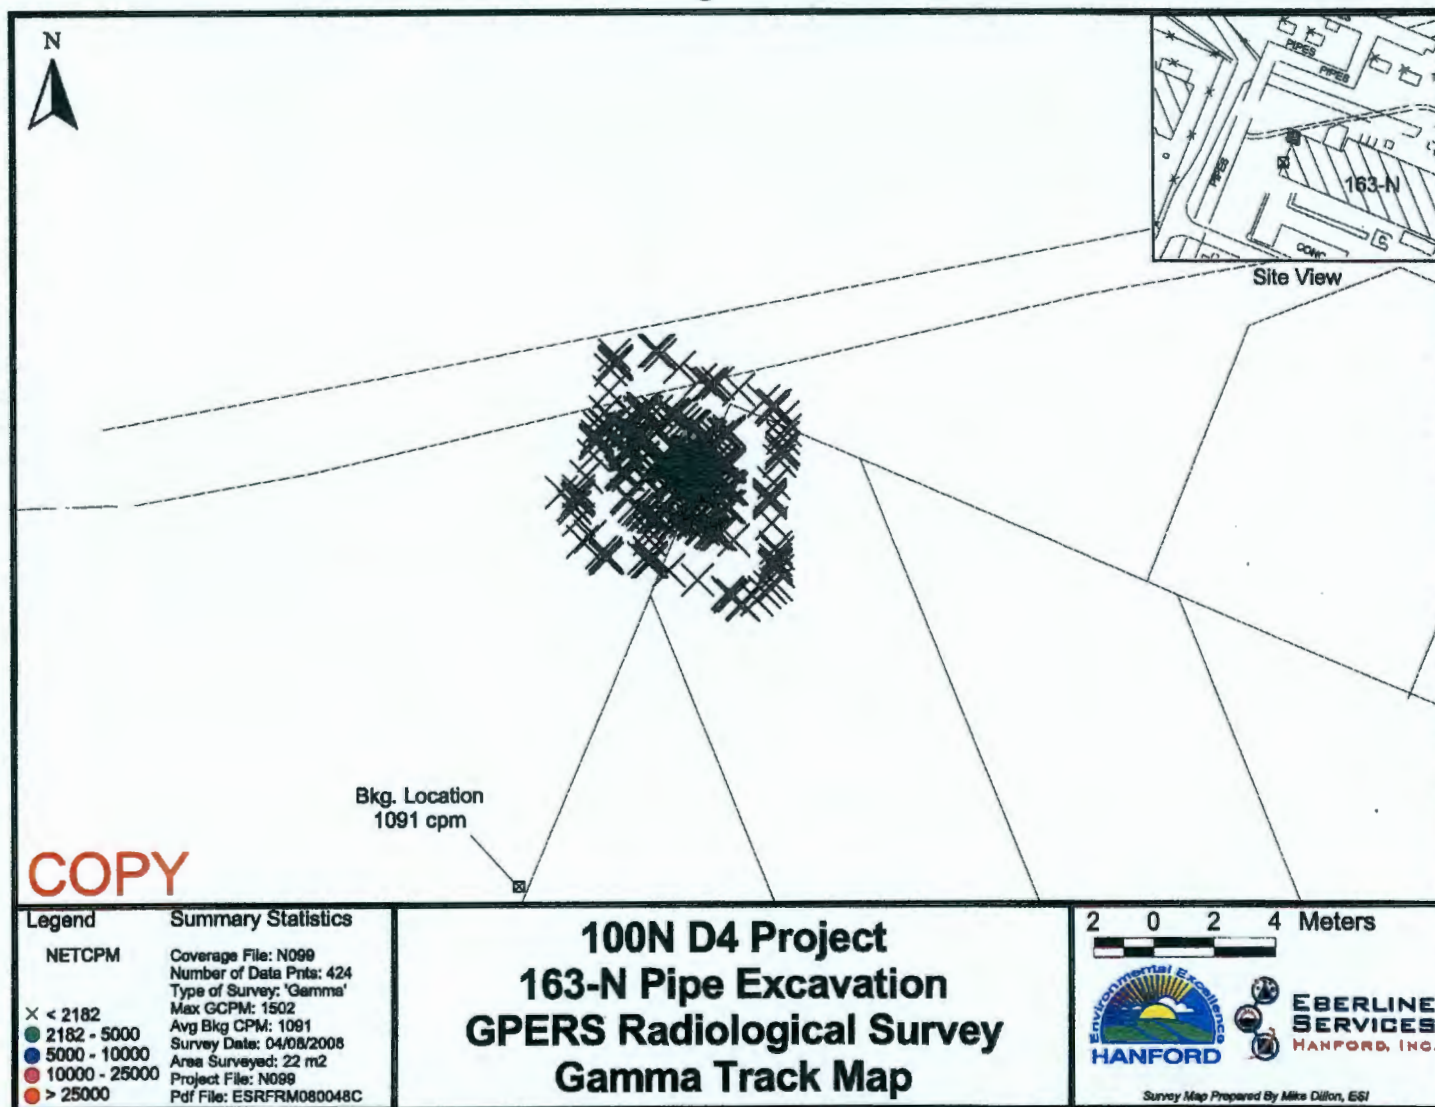 N
PIPES
PIPES
PIPES
163-N
CONC
Site View
Bkg. Location
1091 cpm
COPY
Legend
NETCPM
× < 2182
2182 - 5000
5000 - 10000
10000 - 25000
> 25000
Summary Statistics
Coverage File: N099
Number of Data Pnts: 424
Type of Survey: 'Gamma'
Max GCPM: 1502
Avg Bkg CPM: 1091
Survey Date: 04/08/2008
Area Surveyed: 22 m2
Project File: N099
Pdf File: ESRFRM080048C
100N D4 Project
163-N Pipe Excavation
GPERS Radiological Survey
Gamma Track Map
2 0 2 4 Meters
Environmental Excellence
HANFORD
EBERLINE
SERVICES
HANFORD, INC.
Survey Map Prepared By Mike Dillon, ESI